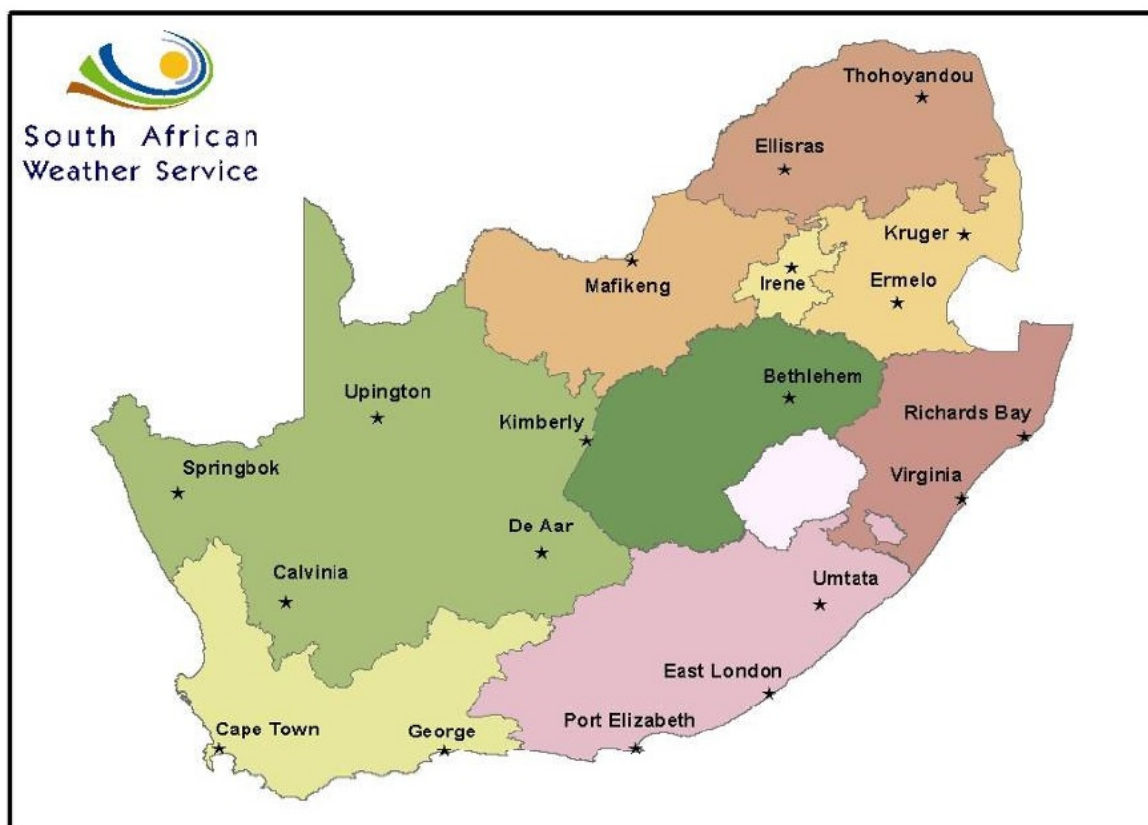 South African
Weather Service
Thohoyandou
Ellisras
Kruger
Mafikeng
Irene
Ermelo
Bethlehem
Upington
Richards Bay
Kimberly
Springbok
Virginia
De Aar
Calvinia
Umtata
East London
Port Elizabeth
Cape Town
George